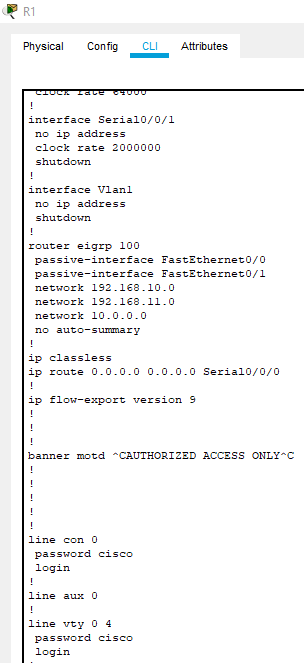 R1
Physical Config CLI Attributes
clock rate 64000
!
interface Serial0/0/1
no ip address
clock rate 2000000
shutdown
!
interface Vlan1
no ip address
shutdown
!
router eigrp 100
passive-interface FastEthernet0/0
passive-interface FastEthernet0/1
network 192.168.10.0
network 192.168.11.0
network 10.0.0.0
no auto-summary
!
ip classless
ip route 0.0.0.0 0.0.0.0 Serial0/0/0
!
ip flow-export version 9
!
!
!
banner motd ^CAUTHORIZED ACCESS ONLY^C
!
!
!
!
!
line con 0
password cisco
login
!
line aux 0
!
line vty 0 4
password cisco
login